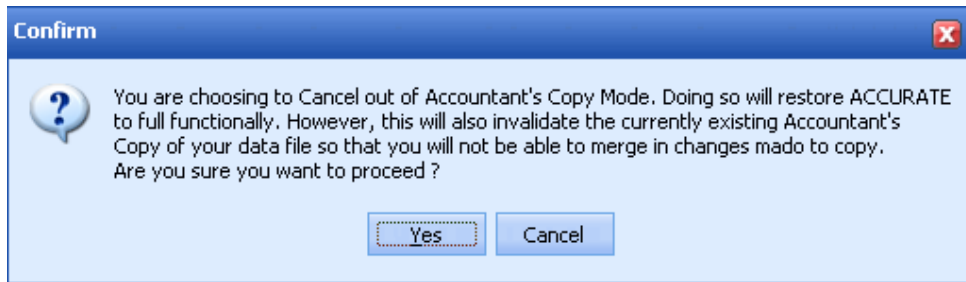 Confirm
You are choosing to Cancel out of Accountant's Copy Mode. Doing so will restore ACCURATE
to full functionally. However, this will also invalidate the currently existing Accountant's
Copy of your data file so that you will not be able to merge in changes mado to copy.
Are you sure you want to proceed ?
Yes Cancel